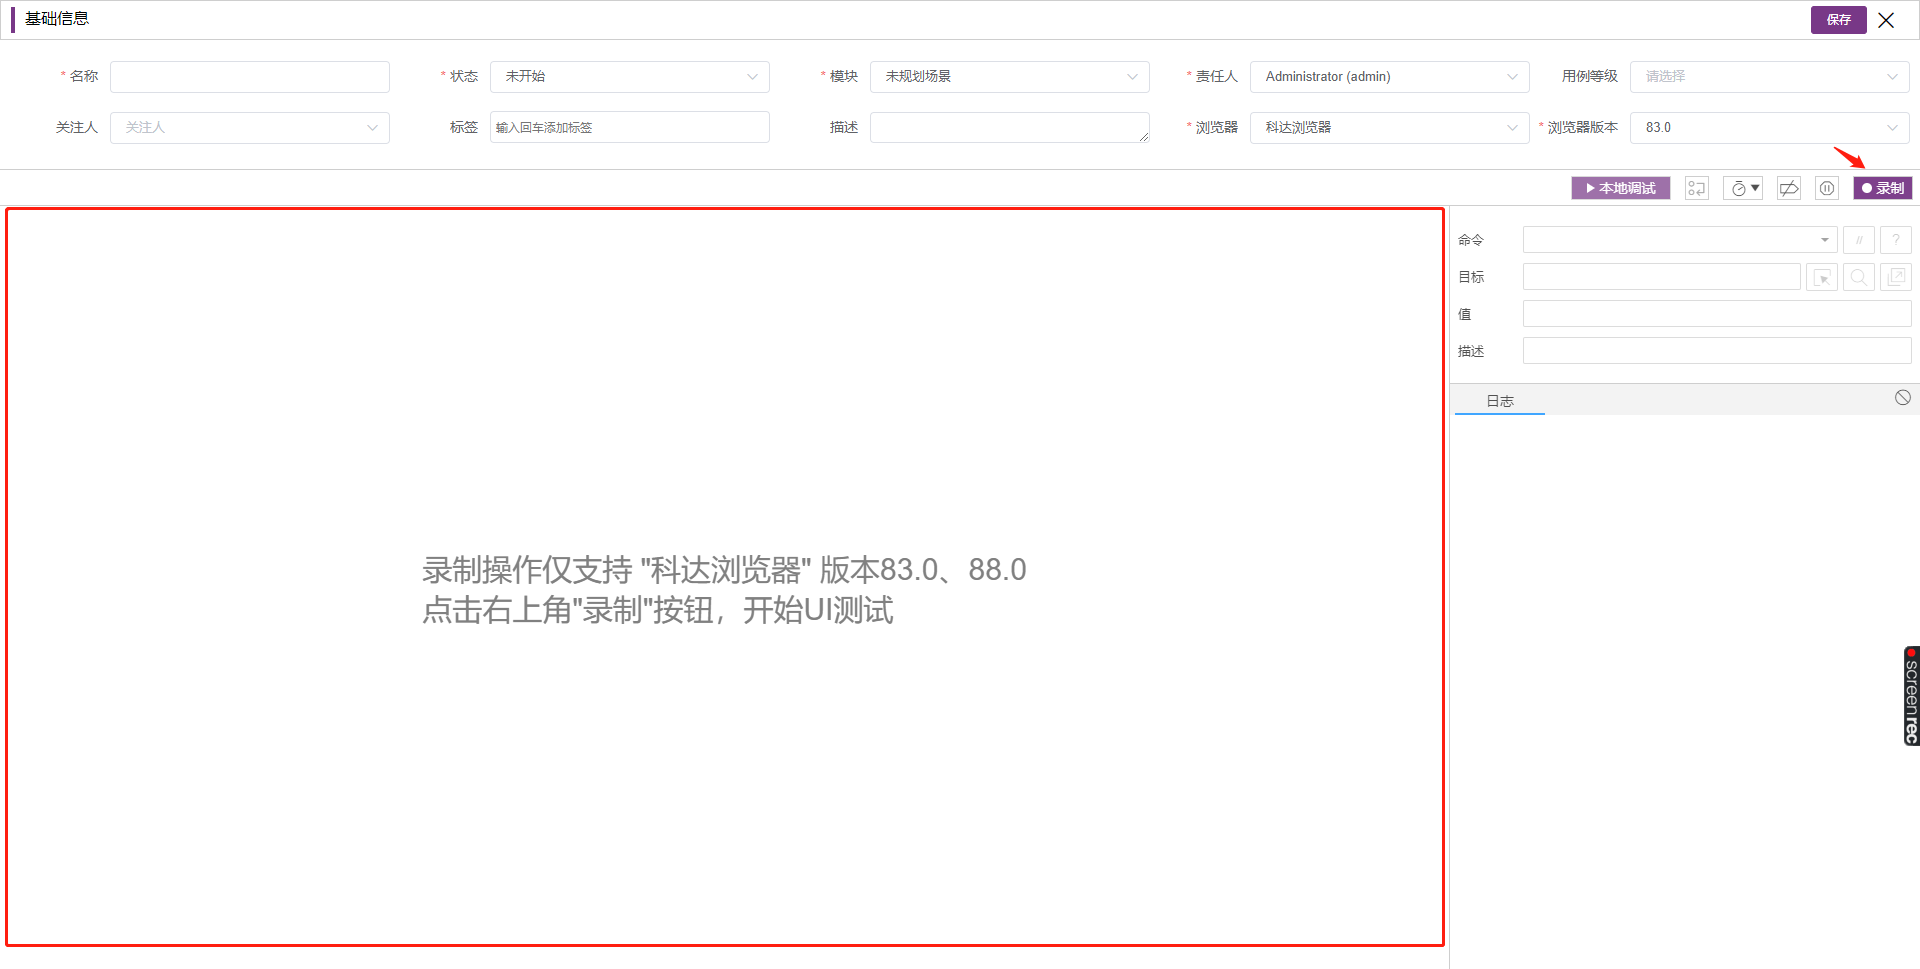 基础信息
保存
* 名称
* 状态 未开始
* 模块 未规划场景
* 责任人 Administrator (admin)
用例等级 请选择
关注人 关注人
标签 输入回车添加标签
描述
* 浏览器 科达浏览器
* 浏览器版本 83.0
本地调试
录制
命令
//
?
目标
值
描述
日志
录制操作仅支持 "科达浏览器" 版本83.0、88.0
点击右上角"录制"按钮，开始UI测试
screenrec